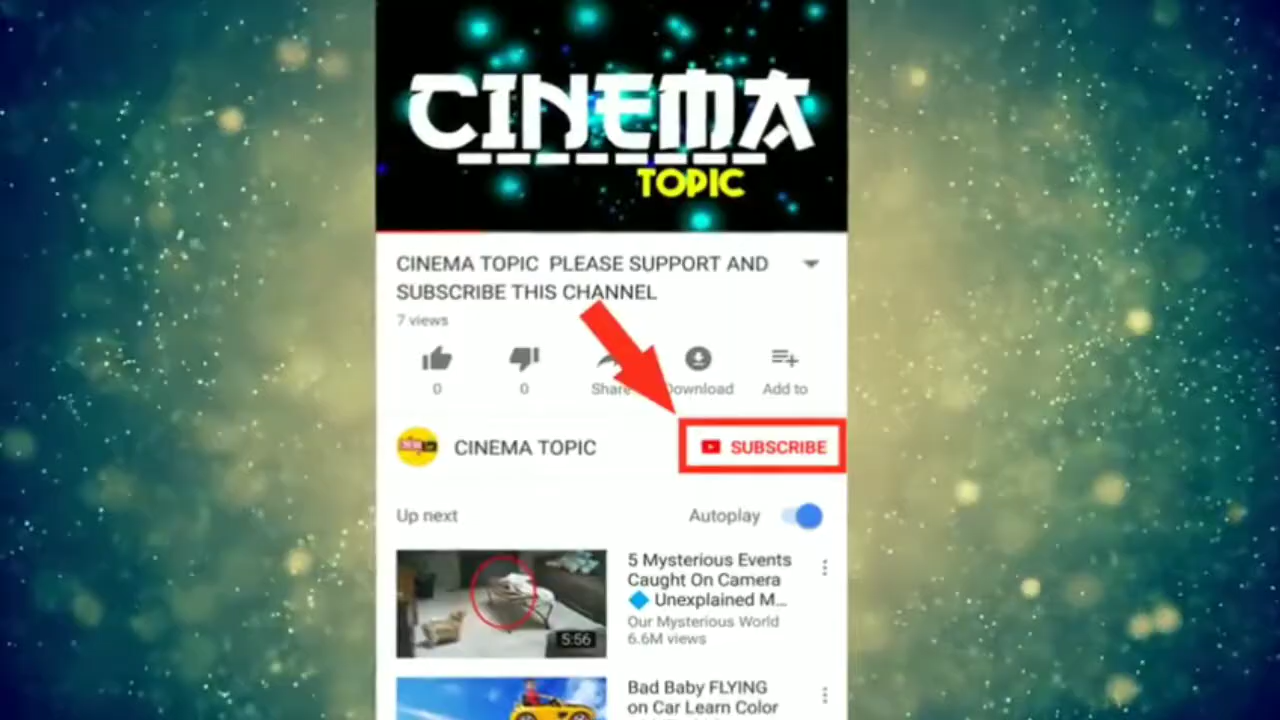 CINEMA
TOPIC
CINEMA TOPIC PLEASE SUPPORT AND
SUBSCRIBE THIS CHANNEL
7 views
0
0
Share
Download
Add to
CINEMA TOPIC
SUBSCRIBE
Up next
Autoplay
5:56
5 Mysterious Events
Caught On Camera
🔷 Unexplained M...
Our Mysterious World
6.6M views
Bad Baby FLYING
on Car Learn Color